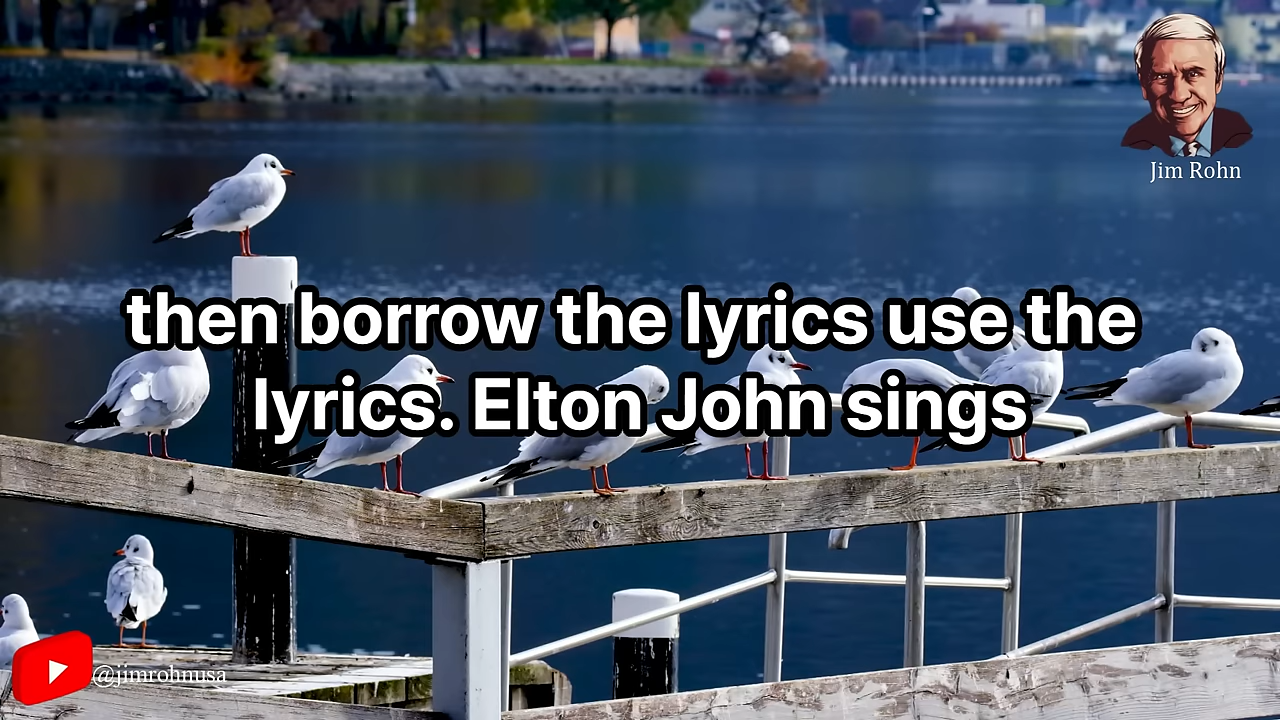 Jim Rohn
then borrow the lyrics use the
lyrics. Elton John sings
@jimrohnusa